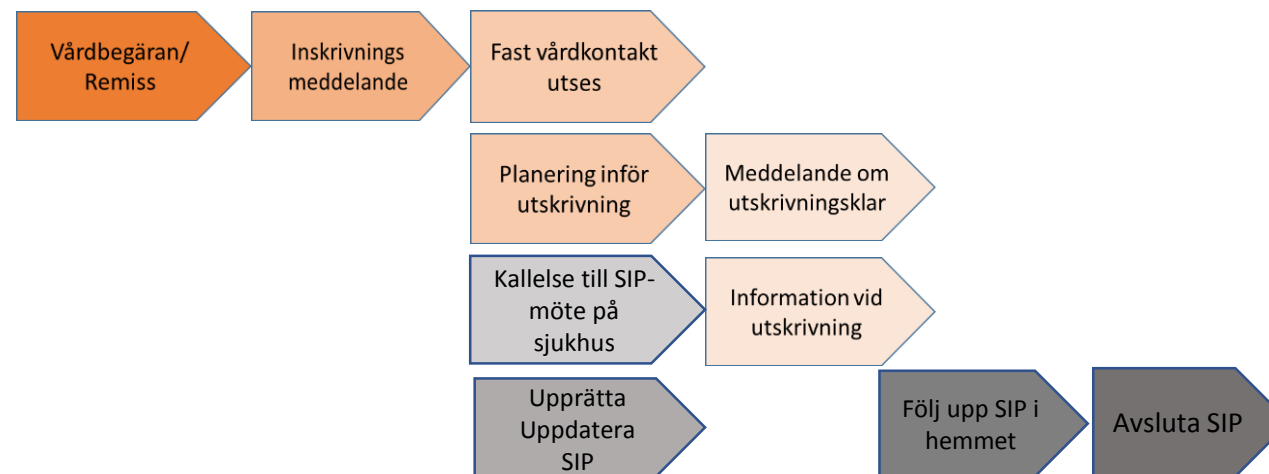 Vårdbegäran/
Remiss
Inskrivnings
meddelande
Fast vårdkontakt
utses
Planering inför
utskrivning
Meddelande om
utskrivningsklar
Kallelse till SIP-
möte på
sjukhus
Information vid
utskrivning
Upprätta
Uppdatera
SIP
Följ upp SIP i
hemmet
Avsluta SIP